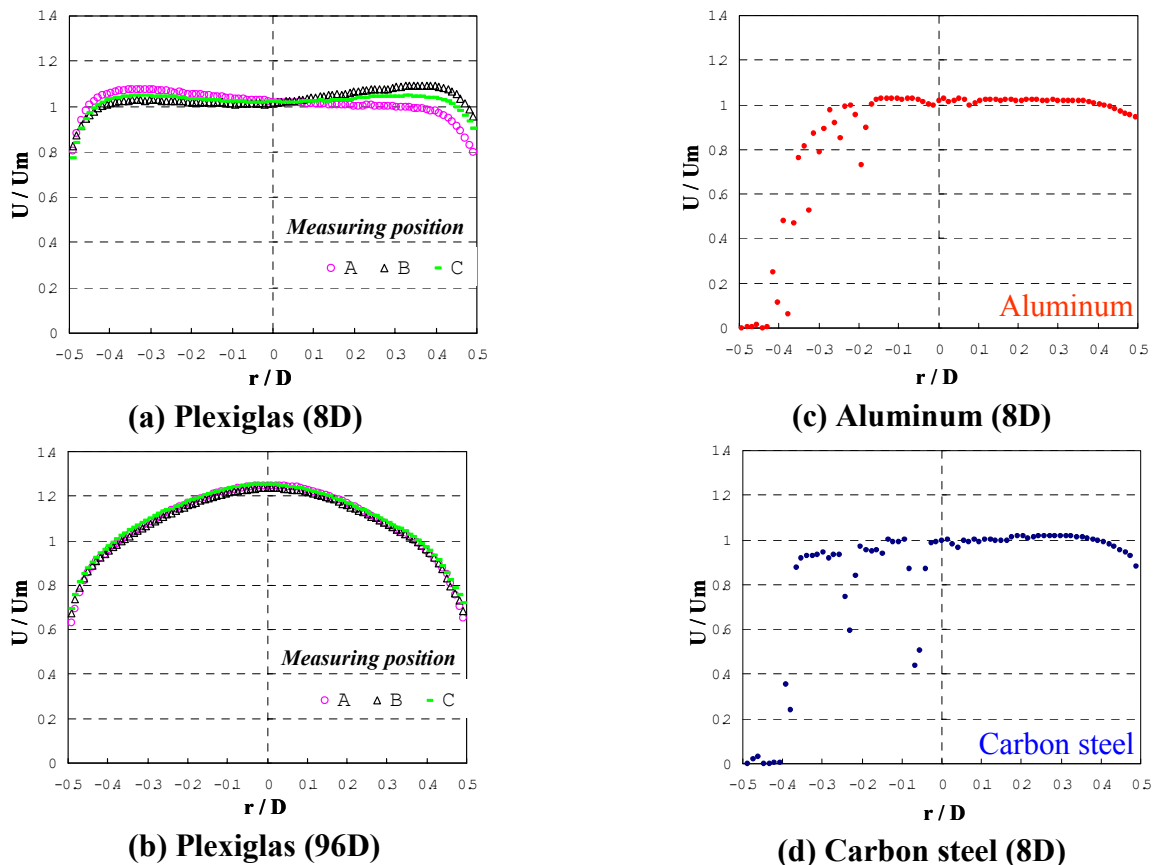 1.4
1.2
1
0.8
0.6
0.4
0.2
0
U / Um
Measuring position
A B C
-0.5 -0.4 -0.3 -0.2 -0.1 0 0.1 0.2 0.3 0.4 0.5
r / D
(a) Plexiglas (8D)
1.4
1.2
1
0.8
0.6
0.4
0.2
0
U / Um
Aluminum
-0.5 -0.4 -0.3 -0.2 -0.1 0 0.1 0.2 0.3 0.4 0.5
r / D
(c) Aluminum (8D)
1.4
1.2
1
0.8
0.6
0.4
0.2
0
U / Um
Measuring position
A B C
-0.5 -0.4 -0.3 -0.2 -0.1 0 0.1 0.2 0.3 0.4 0.5
r / D
(b) Plexiglas (96D)
1.4
1.2
1
0.8
0.6
0.4
0.2
0
U / Um
Carbon steel
-0.5 -0.4 -0.3 -0.2 -0.1 0 0.1 0.2 0.3 0.4 0.5
r / D
(d) Carbon steel (8D)